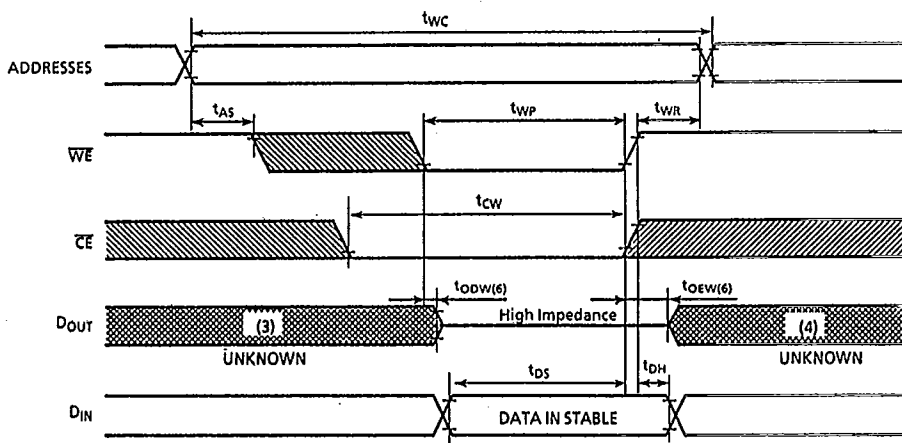 tWC
ADDRESSES
tAS
tWP
tWR
WE
tCW
CE
tODW(6)
tOEW(6)
DOUT
(3)
High Impedance
(4)
UNKNOWN
UNKNOWN
tDS
tDH
DIN
DATA IN STABLE